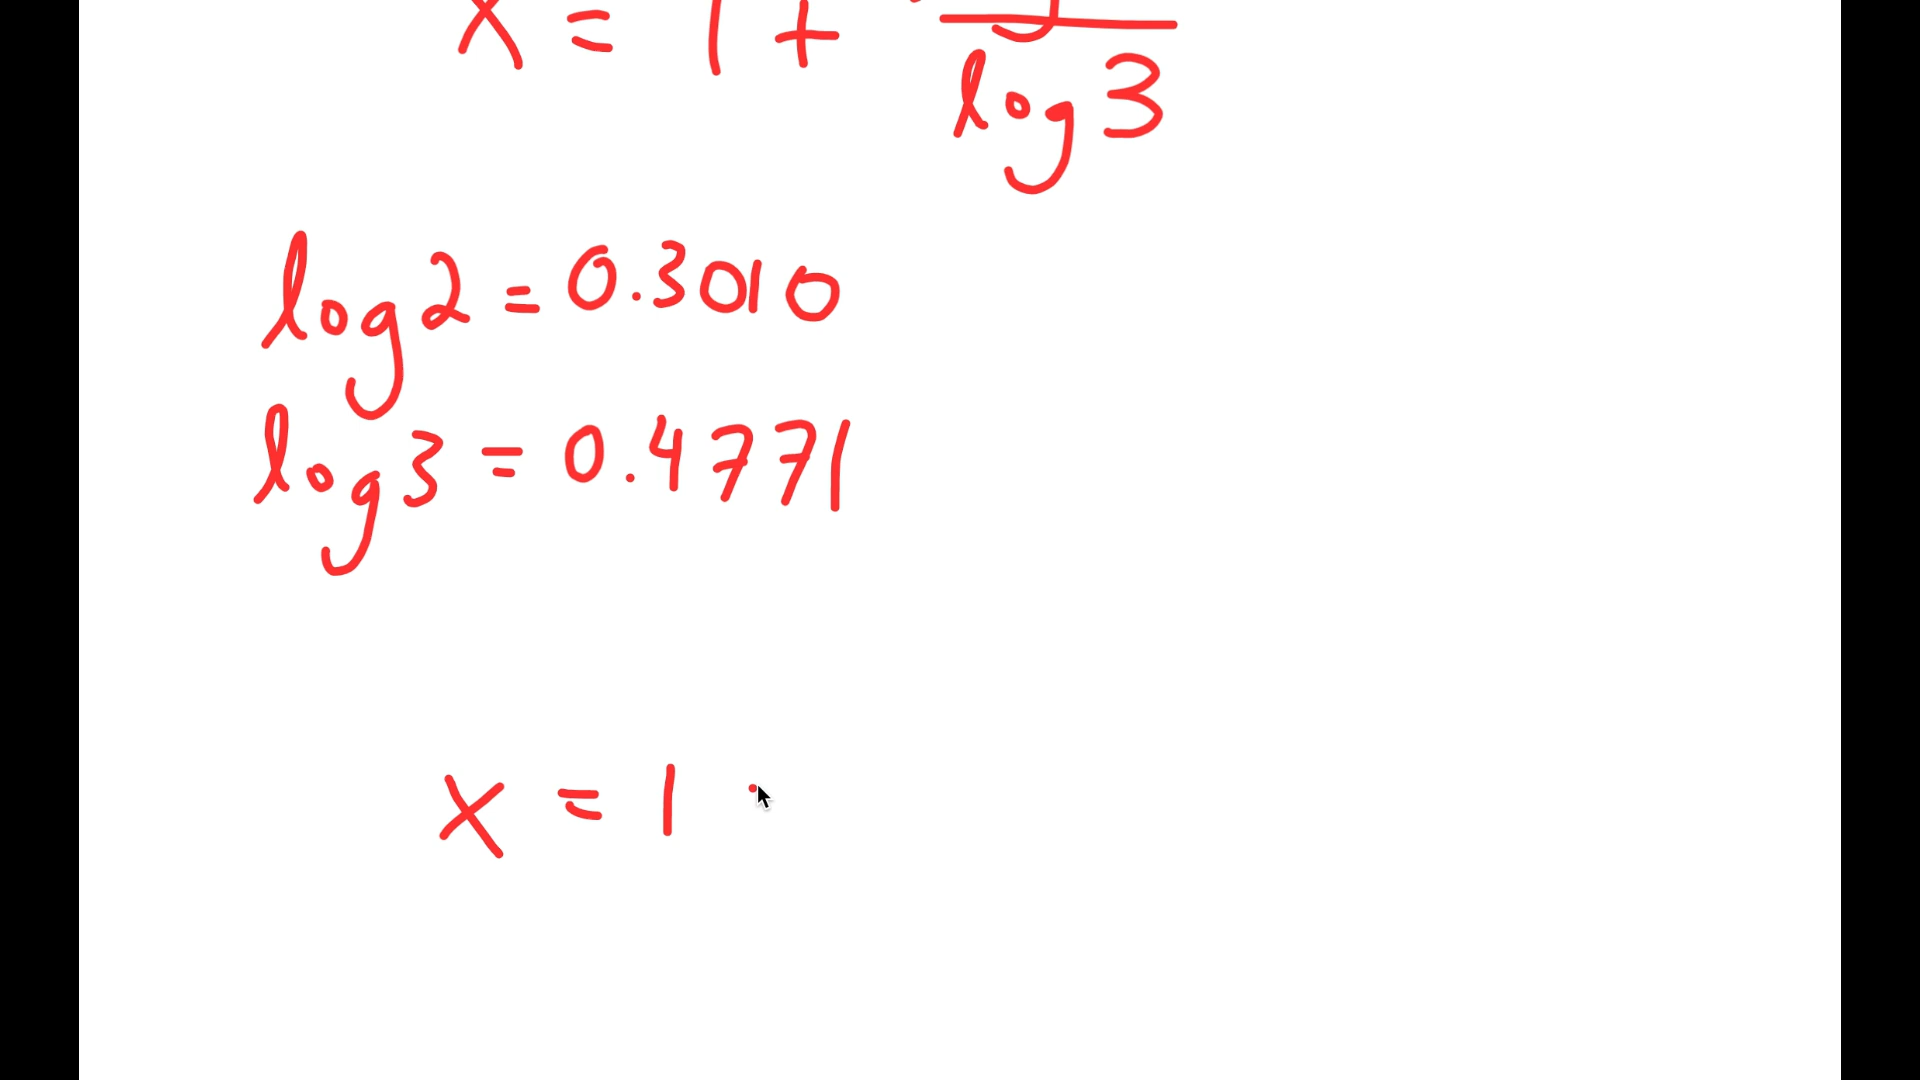 x = 1 +
log 3
log 2 = 0.3010
log 3 = 0.4771
x = 1